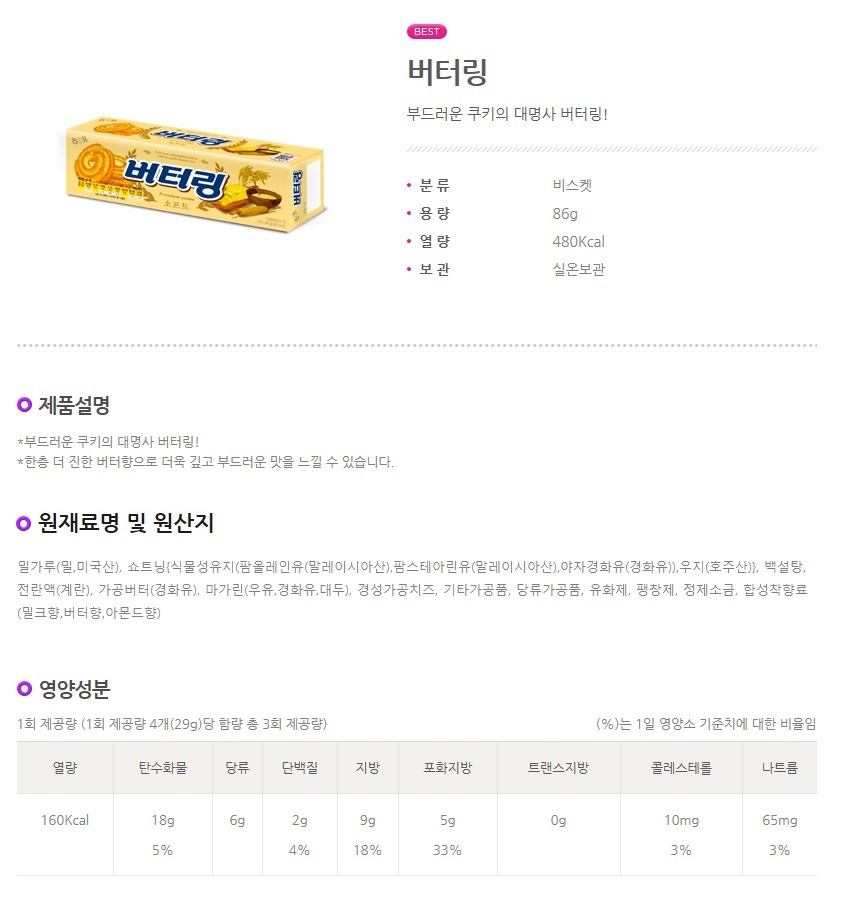 BEST
버터링
부드러운 쿠키의 대명사 버터링!
버터링
버터링
버터링
소프트
• 분 류 비스켓
• 용 량 86g
• 열 량 480Kcal
• 보 관 실온보관
제품설명
*부드러운 쿠키의 대명사 버터링!
*한층 더 진한 버터향으로 더욱 깊고 부드러운 맛을 느낄 수 있습니다.
원재료명 및 원산지
밀가루(밀,미국산), 쇼트닝{식물성유지(팜올레인유(말레이시아산),팜스테아린유(말레이시아산),야자경화유(경화유)),우지(호주산)}, 백설탕,
전란액(계란), 가공버터(경화유), 마가린(우유,경화유,대두), 경성가공치즈, 기타가공품, 당류가공품, 유화제, 팽창제, 정제소금, 합성착향료
(밀크향,버터향,아몬드향)
영양성분
1회 제공량 (1회 제공량 4개(29g)당 함량 총 3회 제공량) (%)는 1일 영양소 기준치에 대한 비율임
열량 탄수화물 당류 단백질 지방 포화지방 트랜스지방 콜레스테롤 나트륨
160Kcal 18g 6g 2g 9g 5g 0g 10mg 65mg
5% 4% 18% 33% 3% 3%